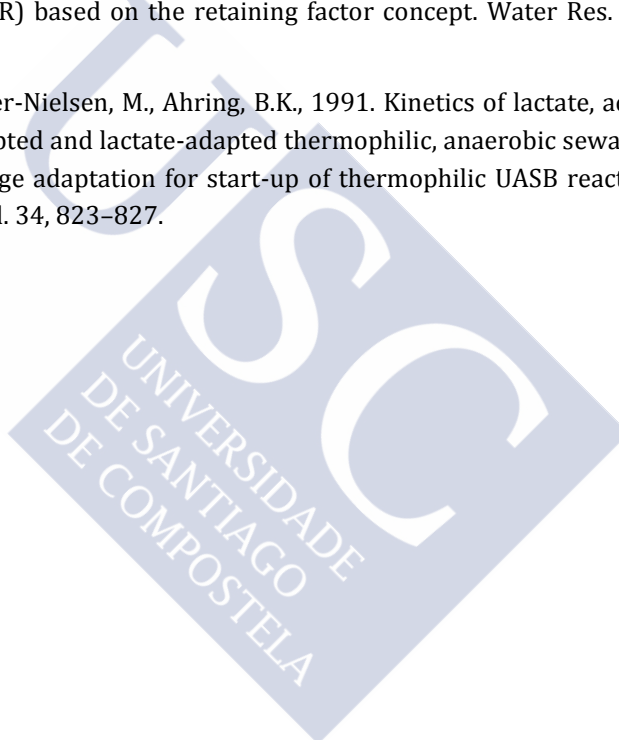 R) based on the retaining factor concept. Water Res.
er-Nielsen, M., Ahring, B.K., 1991. Kinetics of lactate, ac
pted and lactate-adapted thermophilic, anaerobic sewa
ge adaptation for start-up of thermophilic UASB react
l. 34, 823–827.
USC
UNIVERSIDADE
DE SANTIAGO
DE COMPOSTELA